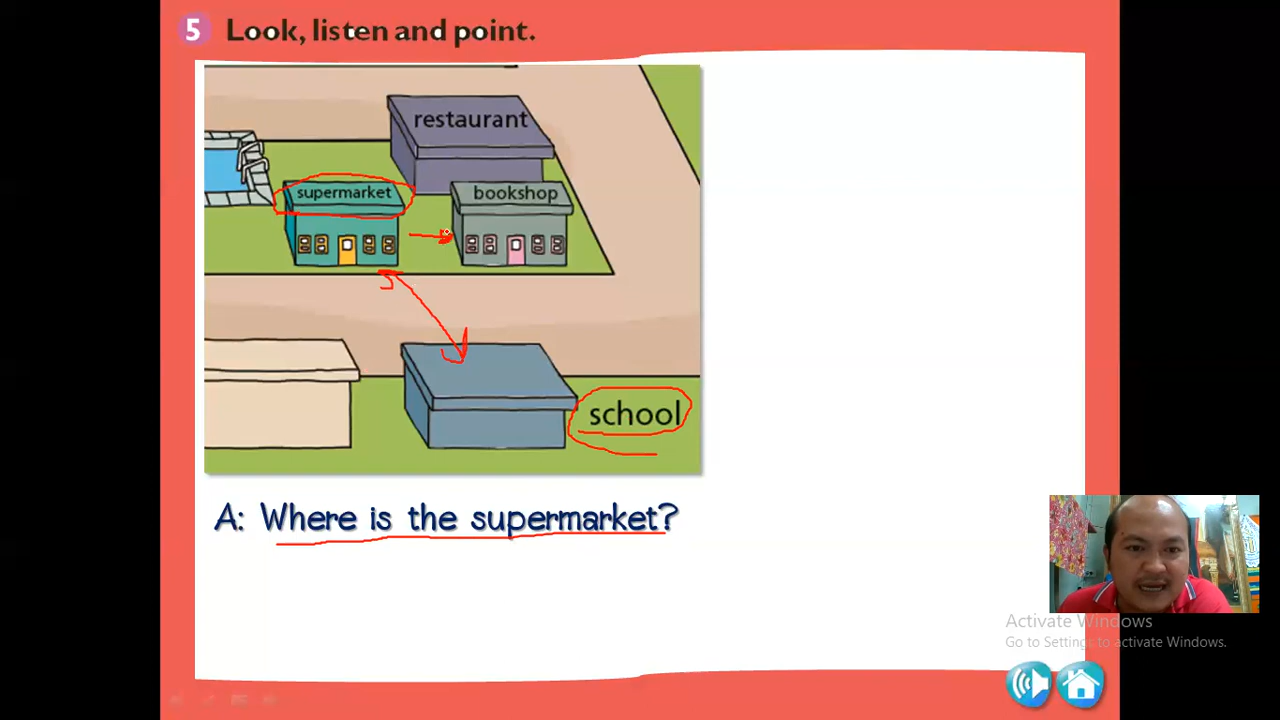 5 Look, listen and point.
restaurant
supermarket
bookshop
school
A: Where is the supermarket?
Activate Windows
Go to Settings to activate Windows.